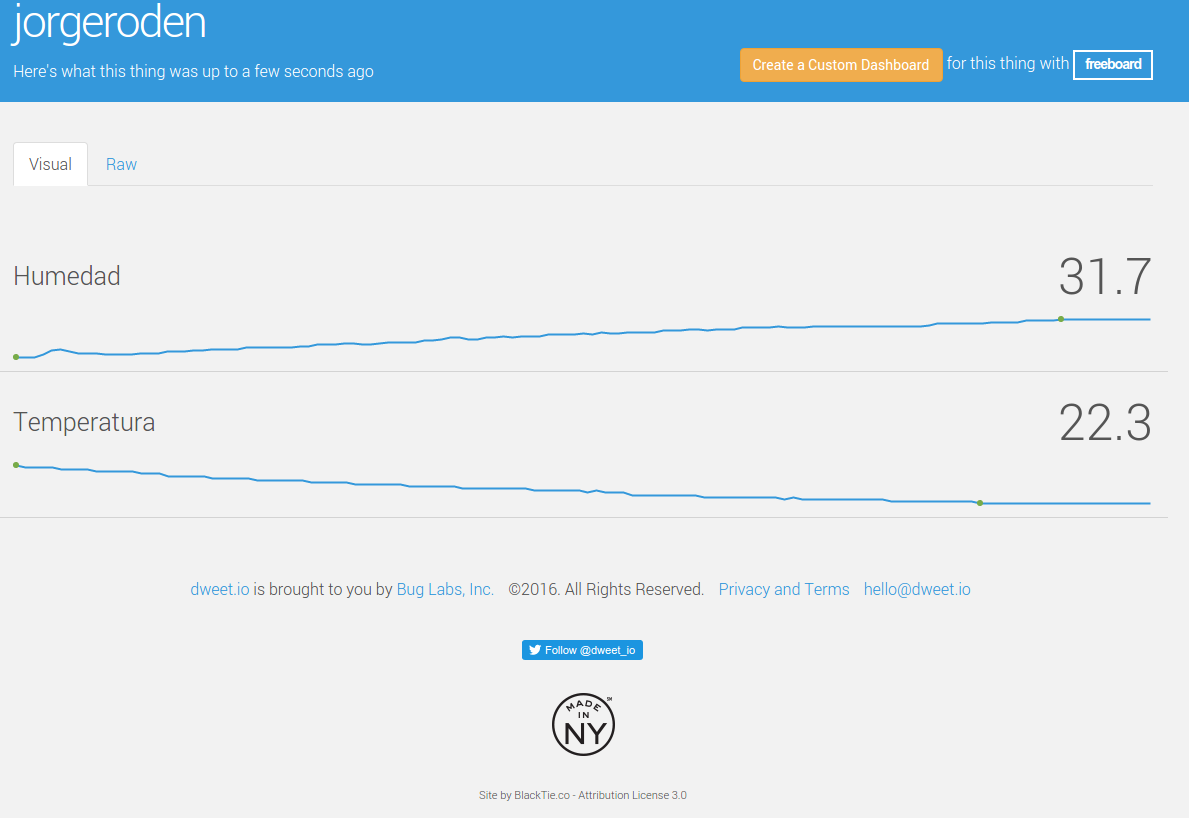 jorgeroden
Here's what this thing was up to a few seconds ago
Create a Custom Dashboard for this thing with freeboard
Visual Raw
Humedad 31.7
Temperatura 22.3
dweet.io is brought to you by Bug Labs, Inc. ©2016. All Rights Reserved. Privacy and Terms hello@dweet.io
Follow @dweet_io
MADE
IN
NY
SM
Site by BlackTie.co - Attribution License 3.0